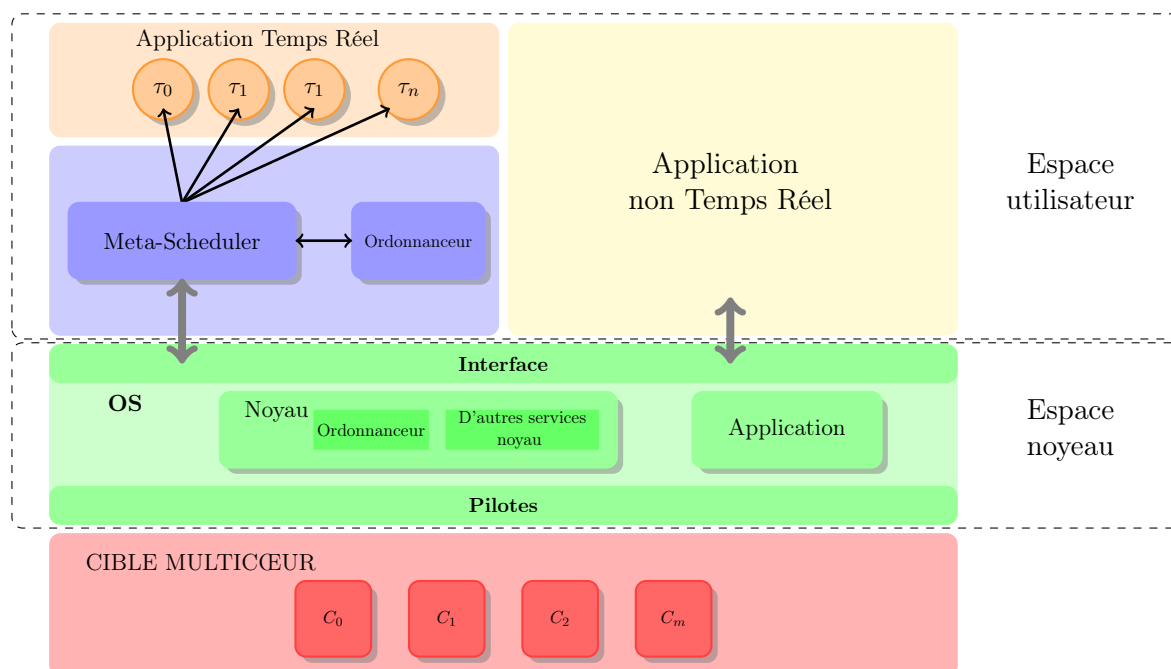 Application Temps Réel
τ0 τ1 τ1 τn
Meta-Scheduler
Ordonnanceur
Application
non Temps Réel
Espace
utilisateur
Interface
OS
Noyau
Ordonnanceur
D'autres services
noyau
Application
Espace
noyeau
Pilotes
CIBLE MULTICŒUR
C0 C1 C2 Cm